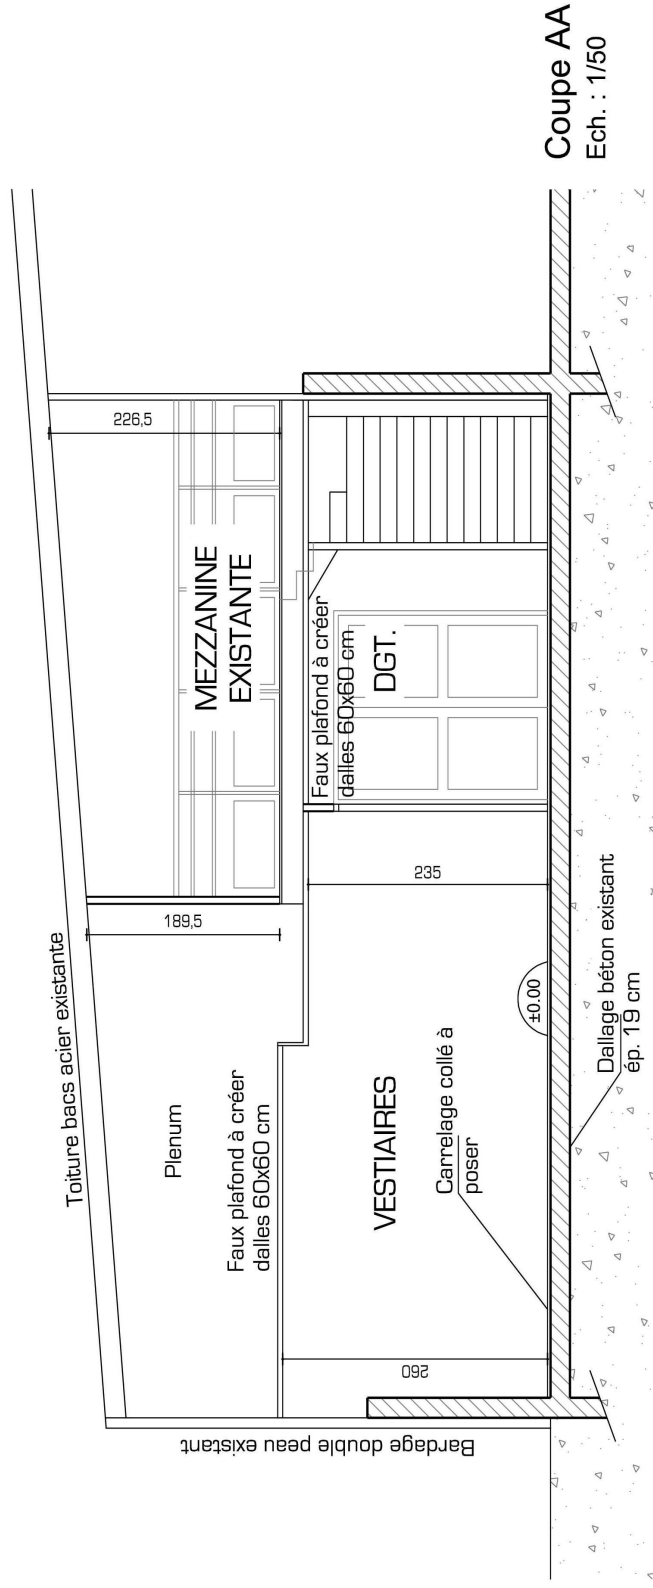 Toiture bacs acier existante
Plenum
Faux plafond à créer
dalles 60x60 cm
189,5
226,5
MEZZANINE
EXISTANTE
Faux plafond à créer
dalles 60x60 cm
DGT.
235
260
VESTIAIRES
Carrelage collé à
poser
±0.00
Bardage double peau existant
Dallage béton existant
ép. 19 cm
Coupe AA
Ech. : 1/50